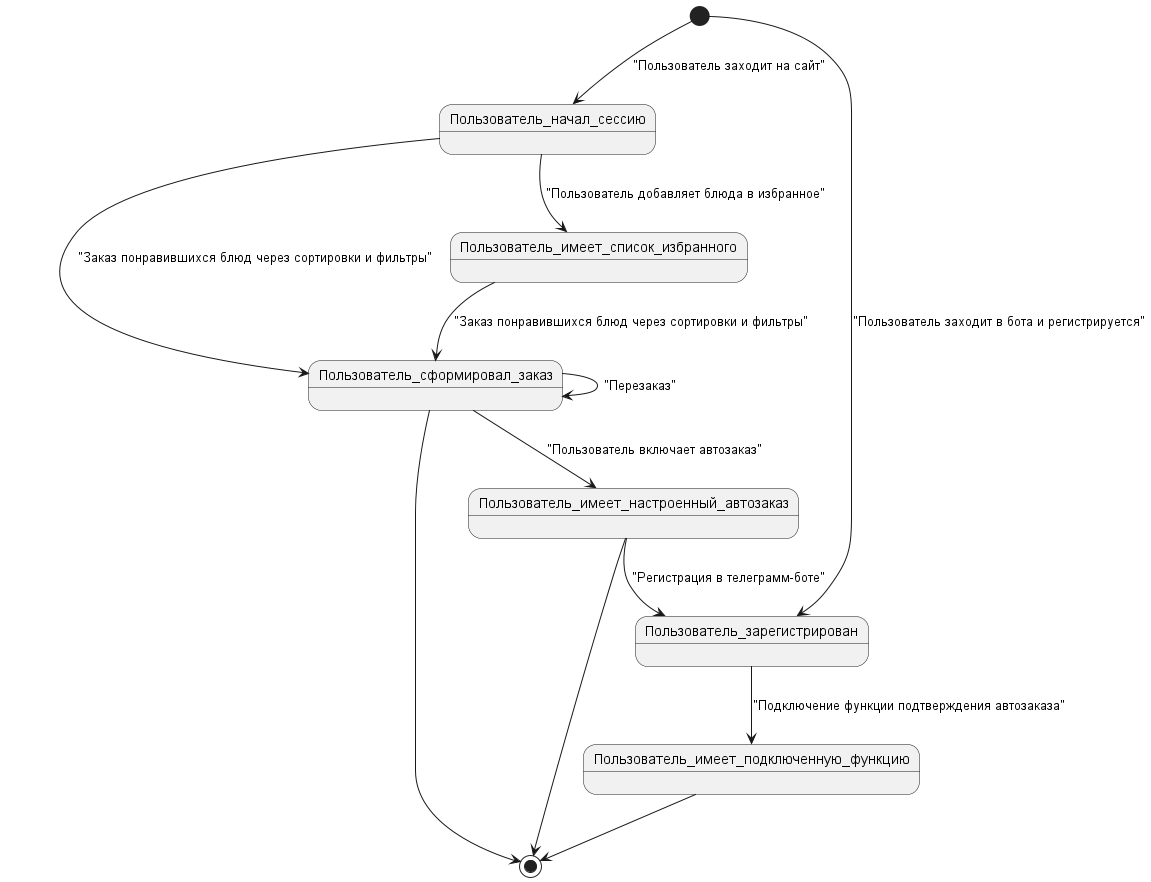 "Пользователь заходит на сайт"
Пользователь_начал_сессию
"Пользователь добавляет блюда в избранное"
Пользователь_имеет_список_избранного
"Заказ понравившихся блюд через сортировки и фильтры"
"Заказ понравившихся блюд через сортировки и фильтры"
"Пользователь заходит в бота и регистрируется"
Пользователь_сформировал_заказ
"Перезаказ"
"Пользователь включает автозаказ"
Пользователь_имеет_настроенный_автозаказ
"Регистрация в телеграмм-боте"
Пользователь_зарегистрирован
"Подключение функции подтверждения автозаказа"
Пользователь_имеет_подключенную_функцию